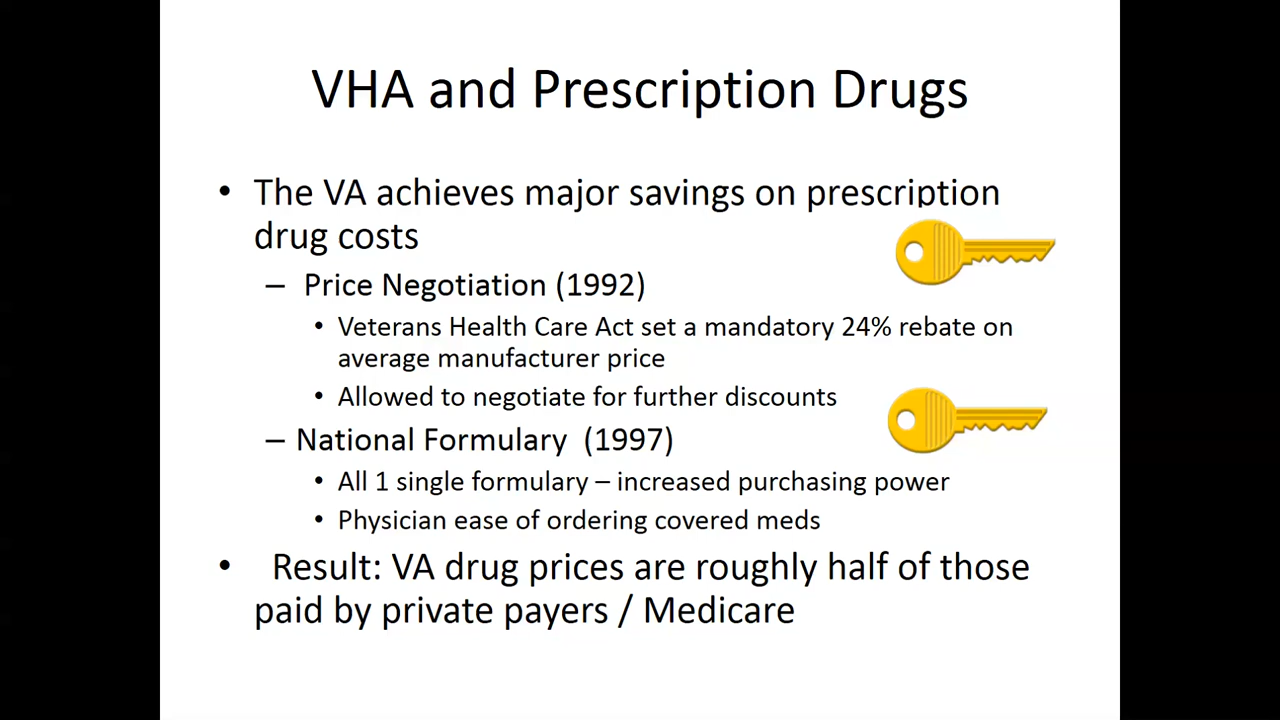 VHA and Prescription Drugs
• The VA achieves major savings on prescription
drug costs
– Price Negotiation (1992)
• Veterans Health Care Act set a mandatory 24% rebate on
average manufacturer price
• Allowed to negotiate for further discounts
– National Formulary (1997)
• All 1 single formulary – increased purchasing power
• Physician ease of ordering covered meds
• Result: VA drug prices are roughly half of those
paid by private payers / Medicare